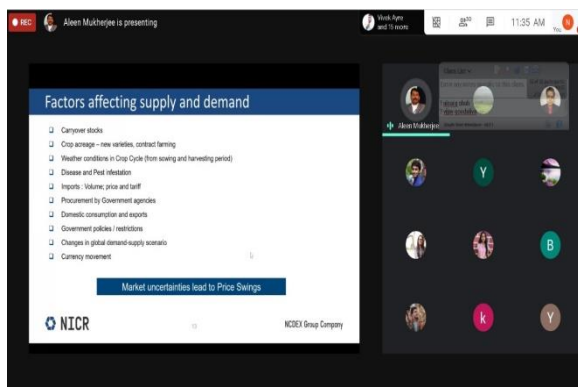 REC
Aleen Mukherjee is presenting
Vivek Ayre
and 15 more
11:35 AM
You
N
Factors affecting supply and demand
Carryover stocks
Crop acreage – new varieties, contract farming
Weather conditions in Crop Cycle (from sowing and harvesting period)
Disease and Pest infestation
Imports : Volume; price and tariff
Procurement by Government agencies
Domestic consumption and exports
Government policies / restrictions
Changes in global demand-supply scenario
Currency movement
Market uncertainties lead to Price Swings
NICR
NCDEX Group Company
Aleen Mukherjee
Y
B
k
Y